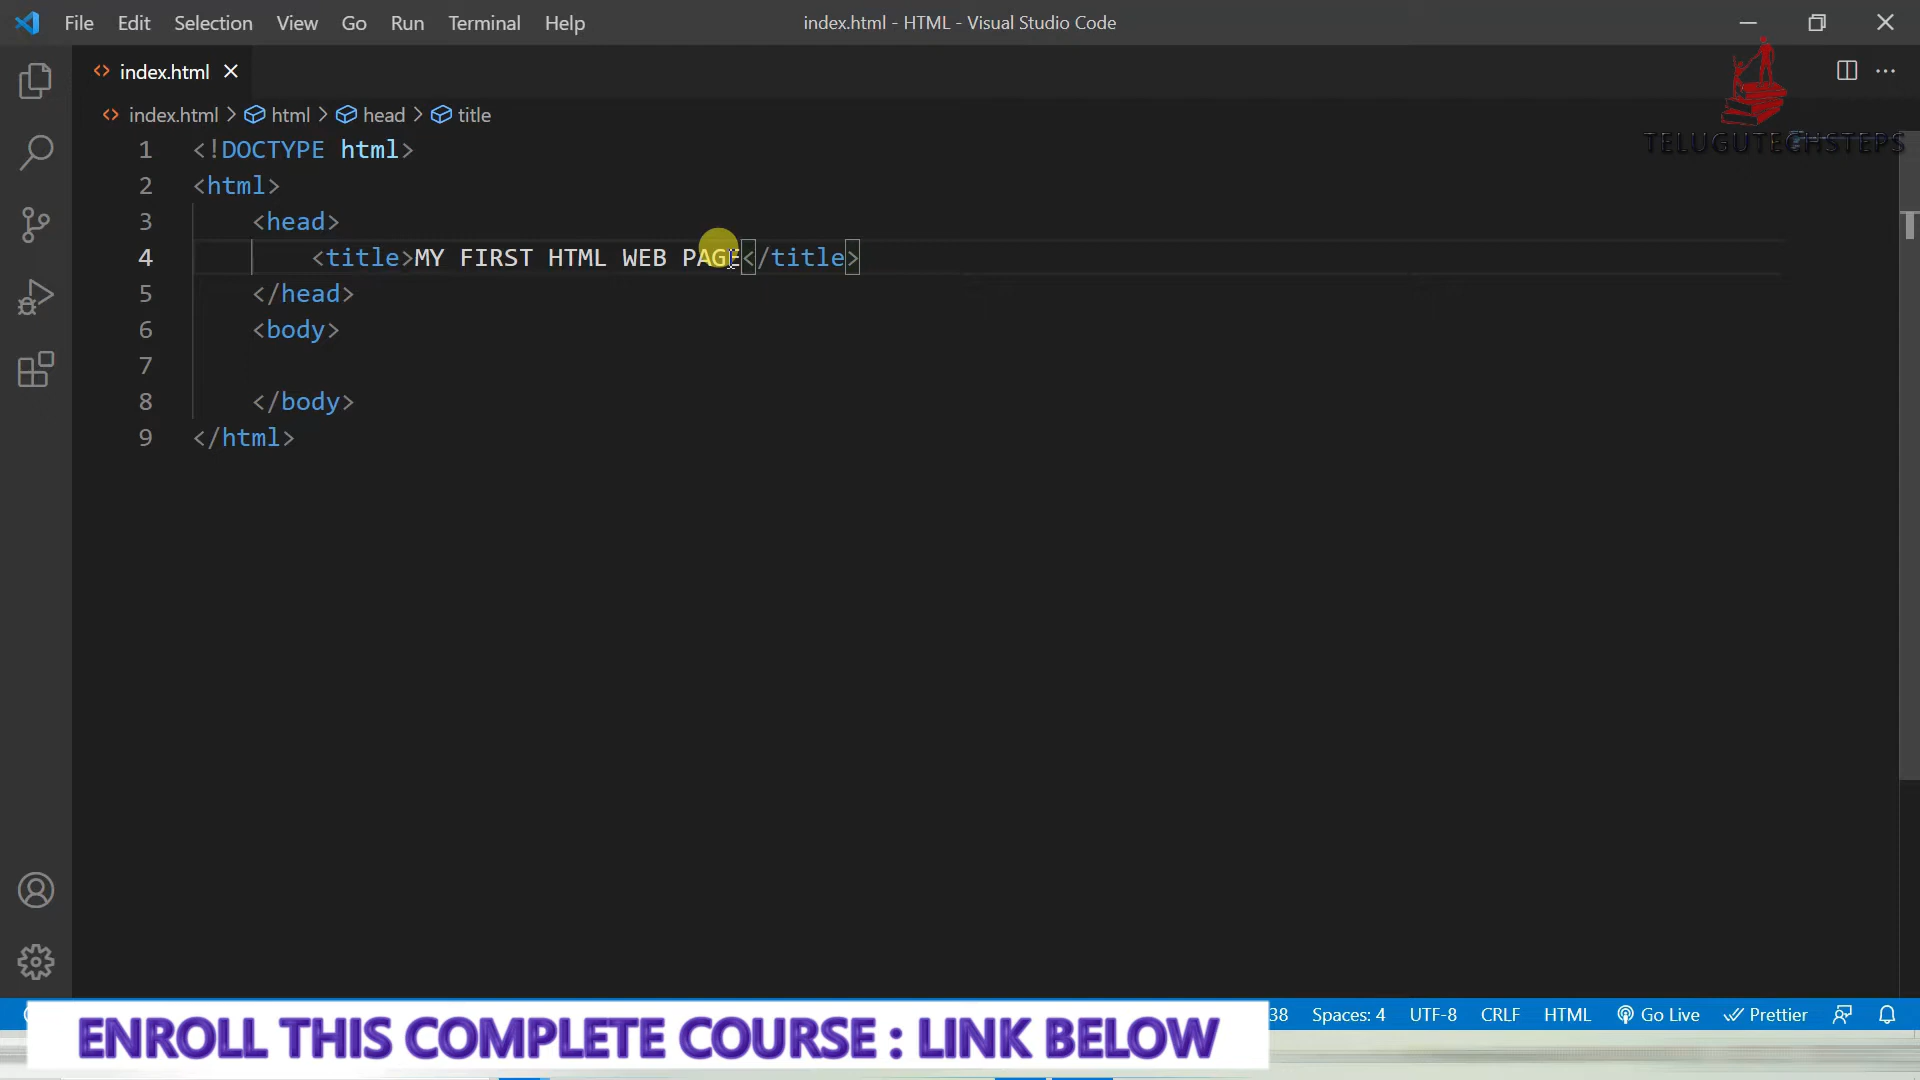 File Edit Selection View Go Run Terminal Help index.html - HTML - Visual Studio Code
index.html
TELUGUTECHSTEPS
index.html > html > head > title
1 <!DOCTYPE html>
2 <html>
3 <head>
4 <title>MY FIRST HTML WEB PAGE</title>
5 </head>
6 <body>
7
8 </body>
9 </html>
38 Spaces: 4 UTF-8 CRLF HTML Go Live Prettier
ENROLL THIS COMPLETE COURSE : LINK BELOW